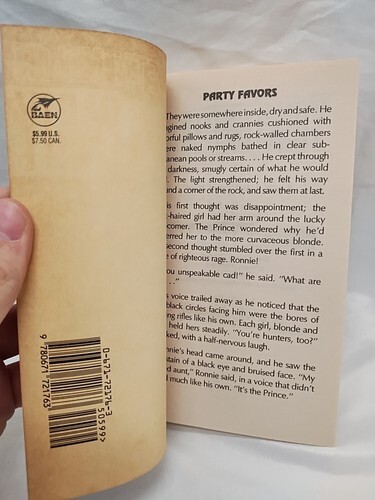 BAEN
$5.99 U.S.
$7.50 CAN.
9 780671 721763
0-671-72176-3
50599>
PARTY FAVORS
They were somewhere inside, dry and safe. He
gined nooks and crannies cushioned with
orful pillows and rugs, rock-walled chambers
ere naked nymphs bathed in clear sub-
anean pools or streams. . . . He crept through
darkness, smugly certain of what he would
. The light strengthened; he felt his way
und a corner of the rock, and saw them at last.
is first thought was disappointment; the
-haired girl had her arm around the lucky
comer. The Prince wondered why he'd
erred her to the more curvaceous blonde.
second thought stumbled over the first in a
e of righteous rage. Ronnie!
ou unspeakable cad!" he said. "What are
. ."
s voice trailed away as he noticed that the
black circles facing him were the bores of
ng rifles like his own. Each girl, blonde and
held hers steadily. "You're hunters, too?"
ked, with a half-nervous laugh.
nnie's head came around, and he saw the
tain of a black eye and bruised face. "My
d aunt," Ronnie said, in a voice that didn't
d much like his own. "It's the Prince."